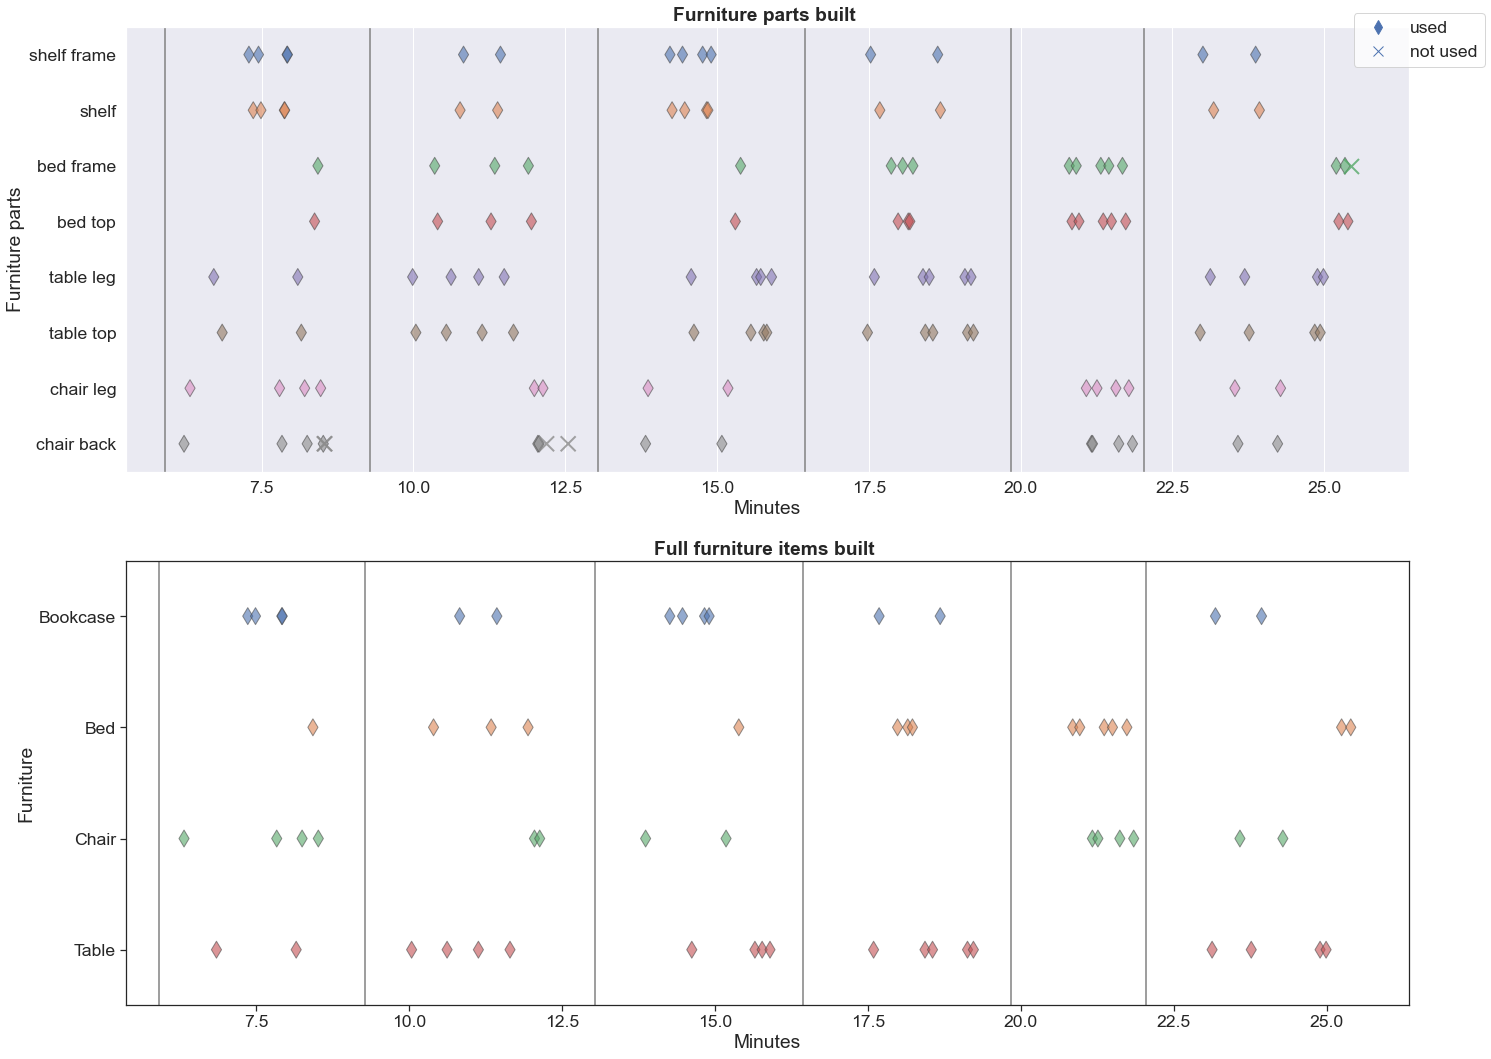 Furniture parts built
used
not used
shelf frame
shelf
bed frame
bed top
table leg
table top
chair leg
chair back
Furniture parts
7.5 10.0 12.5 15.0 17.5 20.0 22.5 25.0
Minutes
Full furniture items built
Bookcase
Bed
Chair
Table
Furniture
7.5 10.0 12.5 15.0 17.5 20.0 22.5 25.0
Minutes